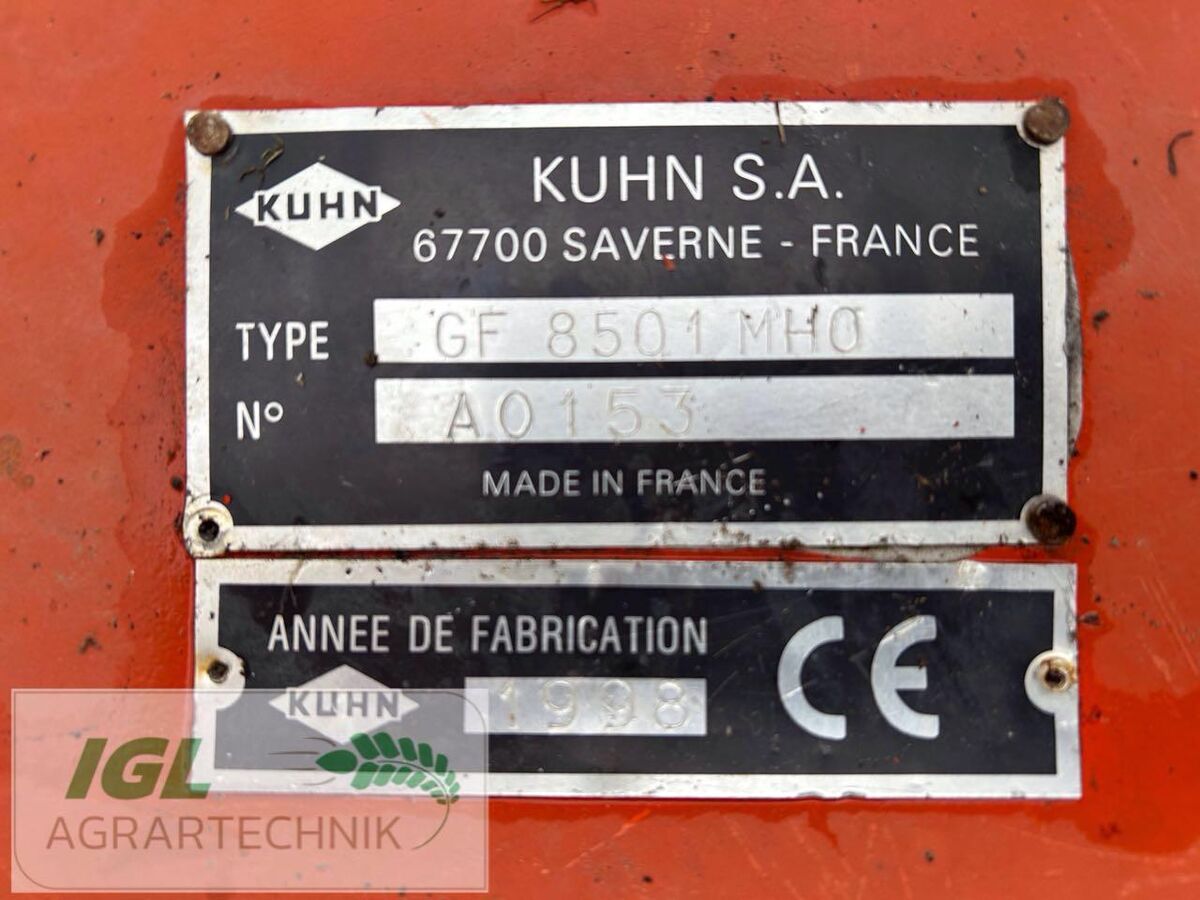 KUHN
KUHN S.A.
67700 SAVERNE - FRANCE
TYPE GF 8501 MHO
N° A0153
MADE IN FRANCE
ANNEE DE FABRICATION
KUHN 1998
CE
IGL
AGRARTECHNIK